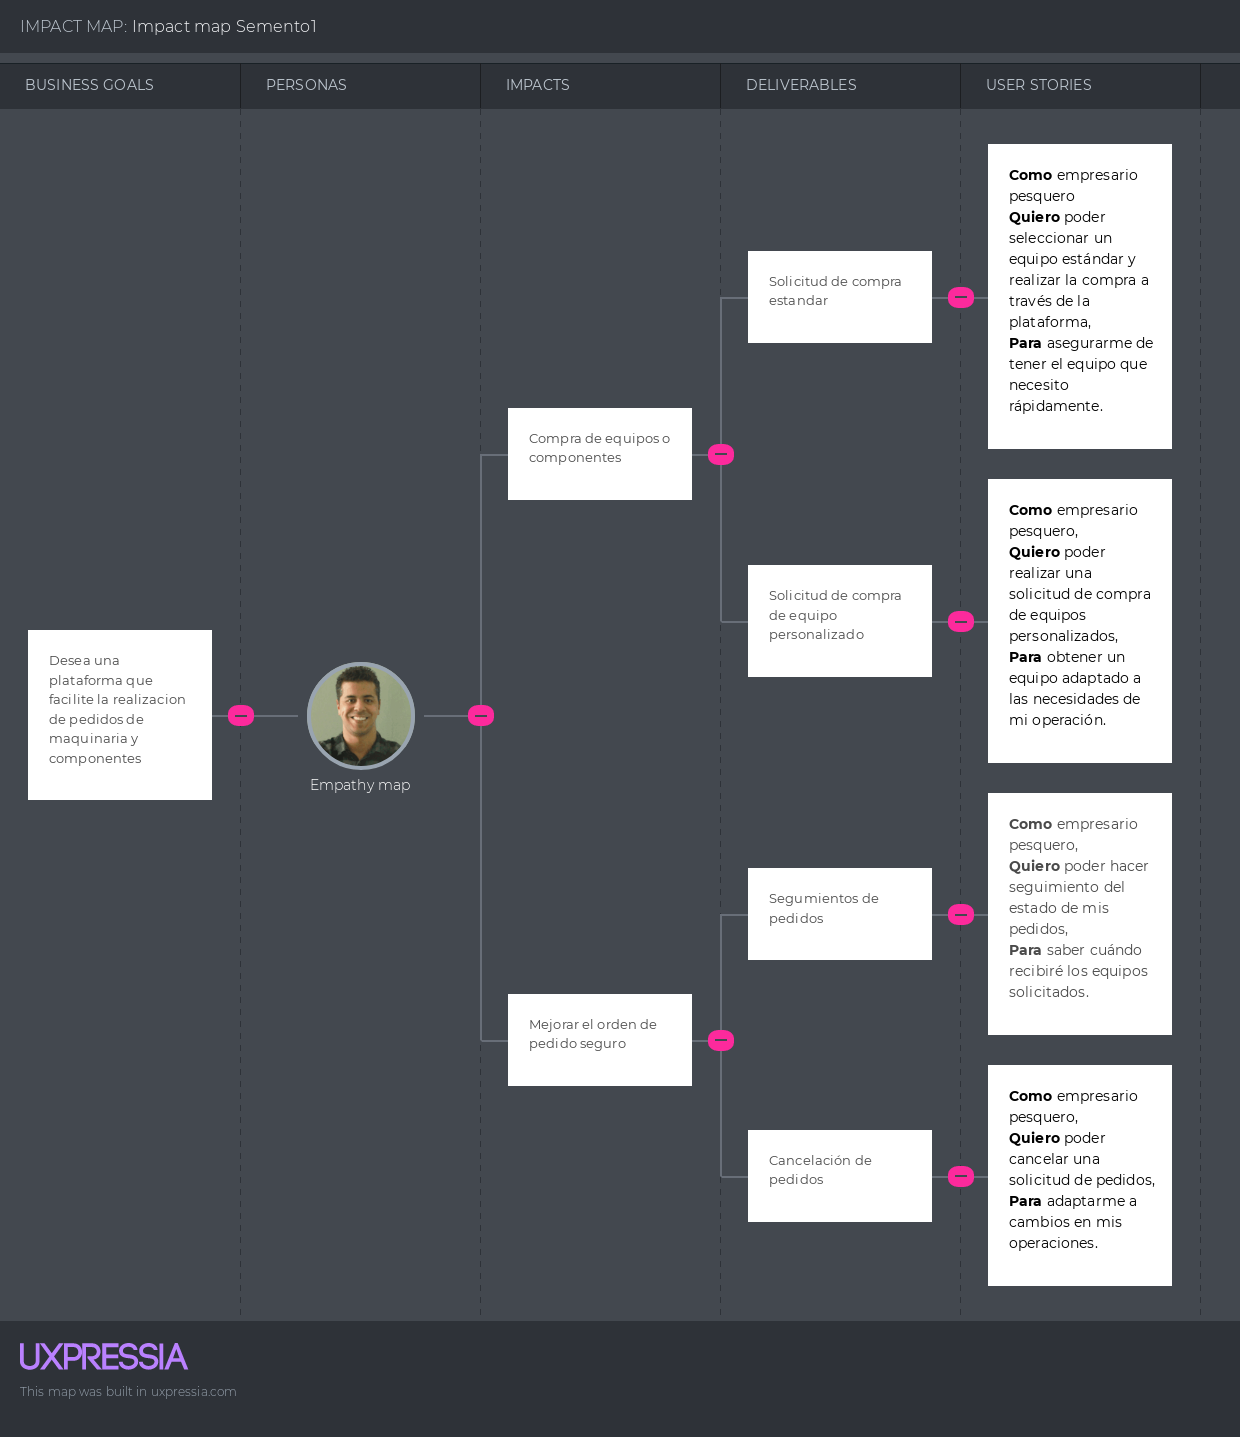 IMPACT MAP: Impact map Semento1
BUSINESS GOALS
PERSONAS
IMPACTS
DELIVERABLES
USER STORIES
Desea una
plataforma que
facilite la realizacion
de pedidos de
maquinaria y
componentes
Empathy map
Compra de equipos o
componentes
Solicitud de compra
estandar
Como empresario
pesquero
Quiero poder
seleccionar un
equipo estándar y
realizar la compra a
través de la
plataforma,
Para asegurarme de
tener el equipo que
necesito
rápidamente.
Solicitud de compra
de equipo
personalizado
Como empresario
pesquero,
Quiero poder
realizar una
solicitud de compra
de equipos
personalizados,
Para obtener un
equipo adaptado a
las necesidades de
mi operación.
Mejorar el orden de
pedido seguro
Segumientos de
pedidos
Como empresario
pesquero,
Quiero poder hacer
seguimiento del
estado de mis
pedidos,
Para saber cuándo
recibiré los equipos
solicitados.
Cancelación de
pedidos
Como empresario
pesquero,
Quiero poder
cancelar una
solicitud de pedidos,
Para adaptarme a
cambios en mis
operaciones.
UXPRESSIA
This map was built in uxpressia.com